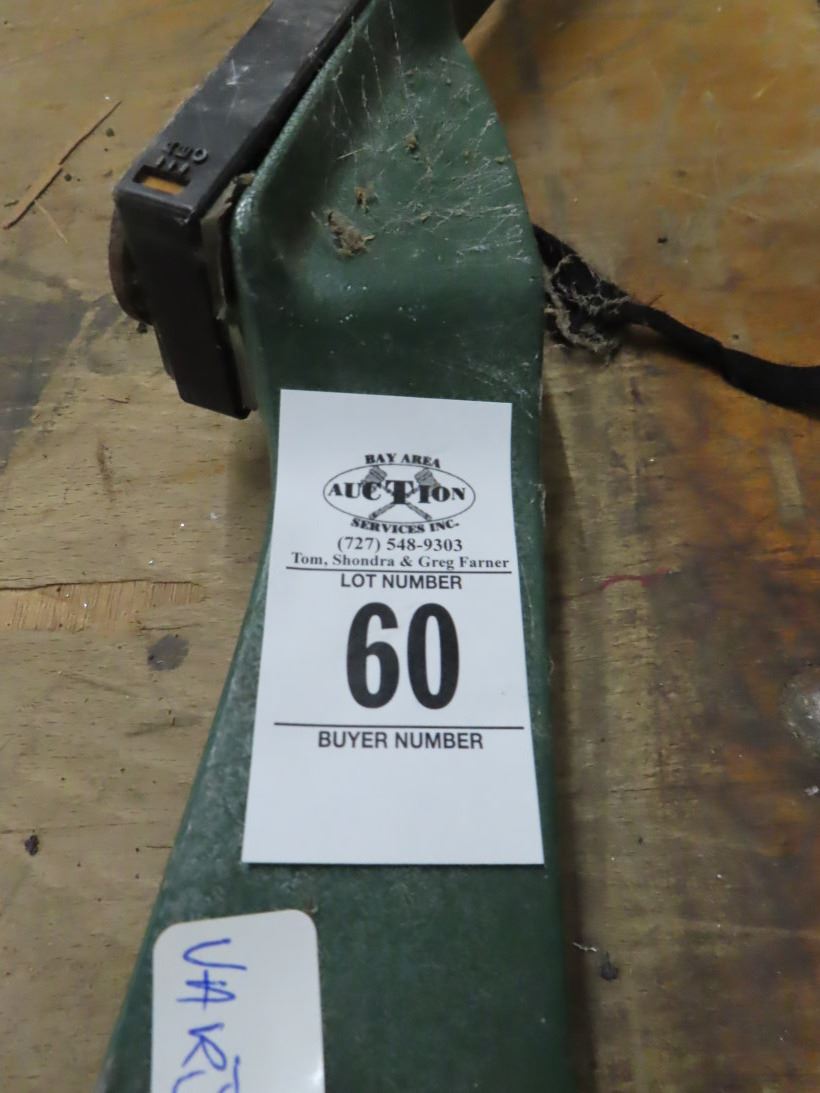 BAY AREA
AUCTION
SERVICES INC.
(727) 548-9303
Tom, Shondra & Greg Farner
LOT NUMBER
60
BUYER NUMBER